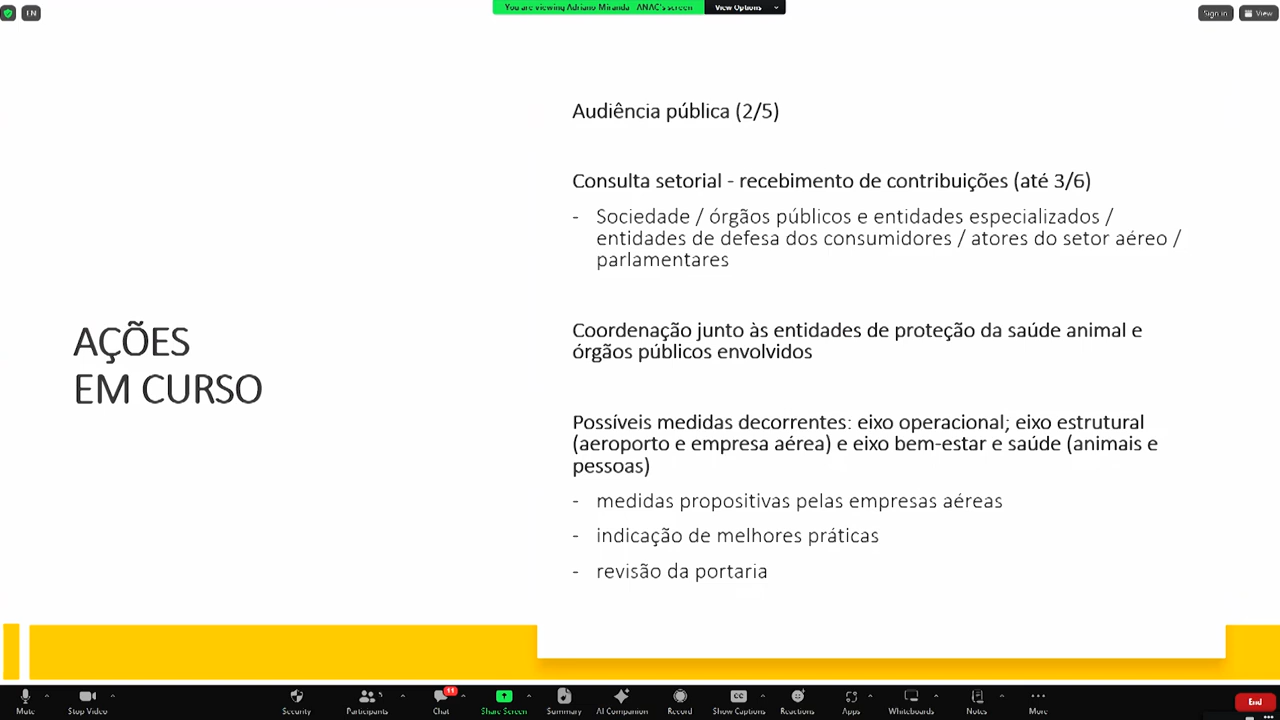 You are viewing Adriano Miranda - ANAC's screen
View Options
Sign in
View
Audiência pública (2/5)
Consulta setorial - recebimento de contribuições (até 3/6)
- Sociedade / órgãos públicos e entidades especializados /
entidades de defesa dos consumidores / atores do setor aéreo /
parlamentares
AÇÕES
EM CURSO
Coordenação junto às entidades de proteção da saúde animal e
órgãos públicos envolvidos
Possíveis medidas decorrentes: eixo operacional; eixo estrutural
(aeroporto e empresa aérea) e eixo bem-estar e saúde (animais e
pessoas)
- medidas propositivas pelas empresas aéreas
- indicação de melhores práticas
- revisão da portaria
Mute
Stop Video
Security
Participants
Chat
11
Share Screen
Summary
AI Companion
Record
Show Captions
Reactions
Apps
Whiteboards
Notes
More
End